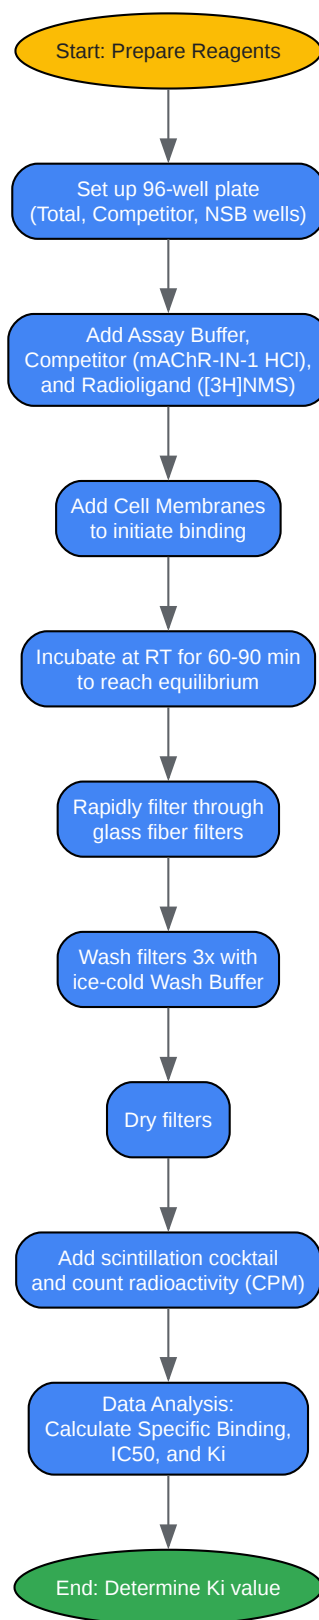 Start: Prepare Reagents
Set up 96-well plate
(Total, Competitor, NSB wells)
Add Assay Buffer,
Competitor (mAChR-IN-1 HCl),
and Radioligand ([3H]NMS)
Add Cell Membranes
to initiate binding
Incubate at RT for 60-90 min
to reach equilibrium
Rapidly filter through
glass fiber filters
Wash filters 3x with
ice-cold Wash Buffer
Dry filters
Add scintillation cocktail
and count radioactivity (CPM)
Data Analysis:
Calculate Specific Binding,
IC50, and Ki
End: Determine Ki value